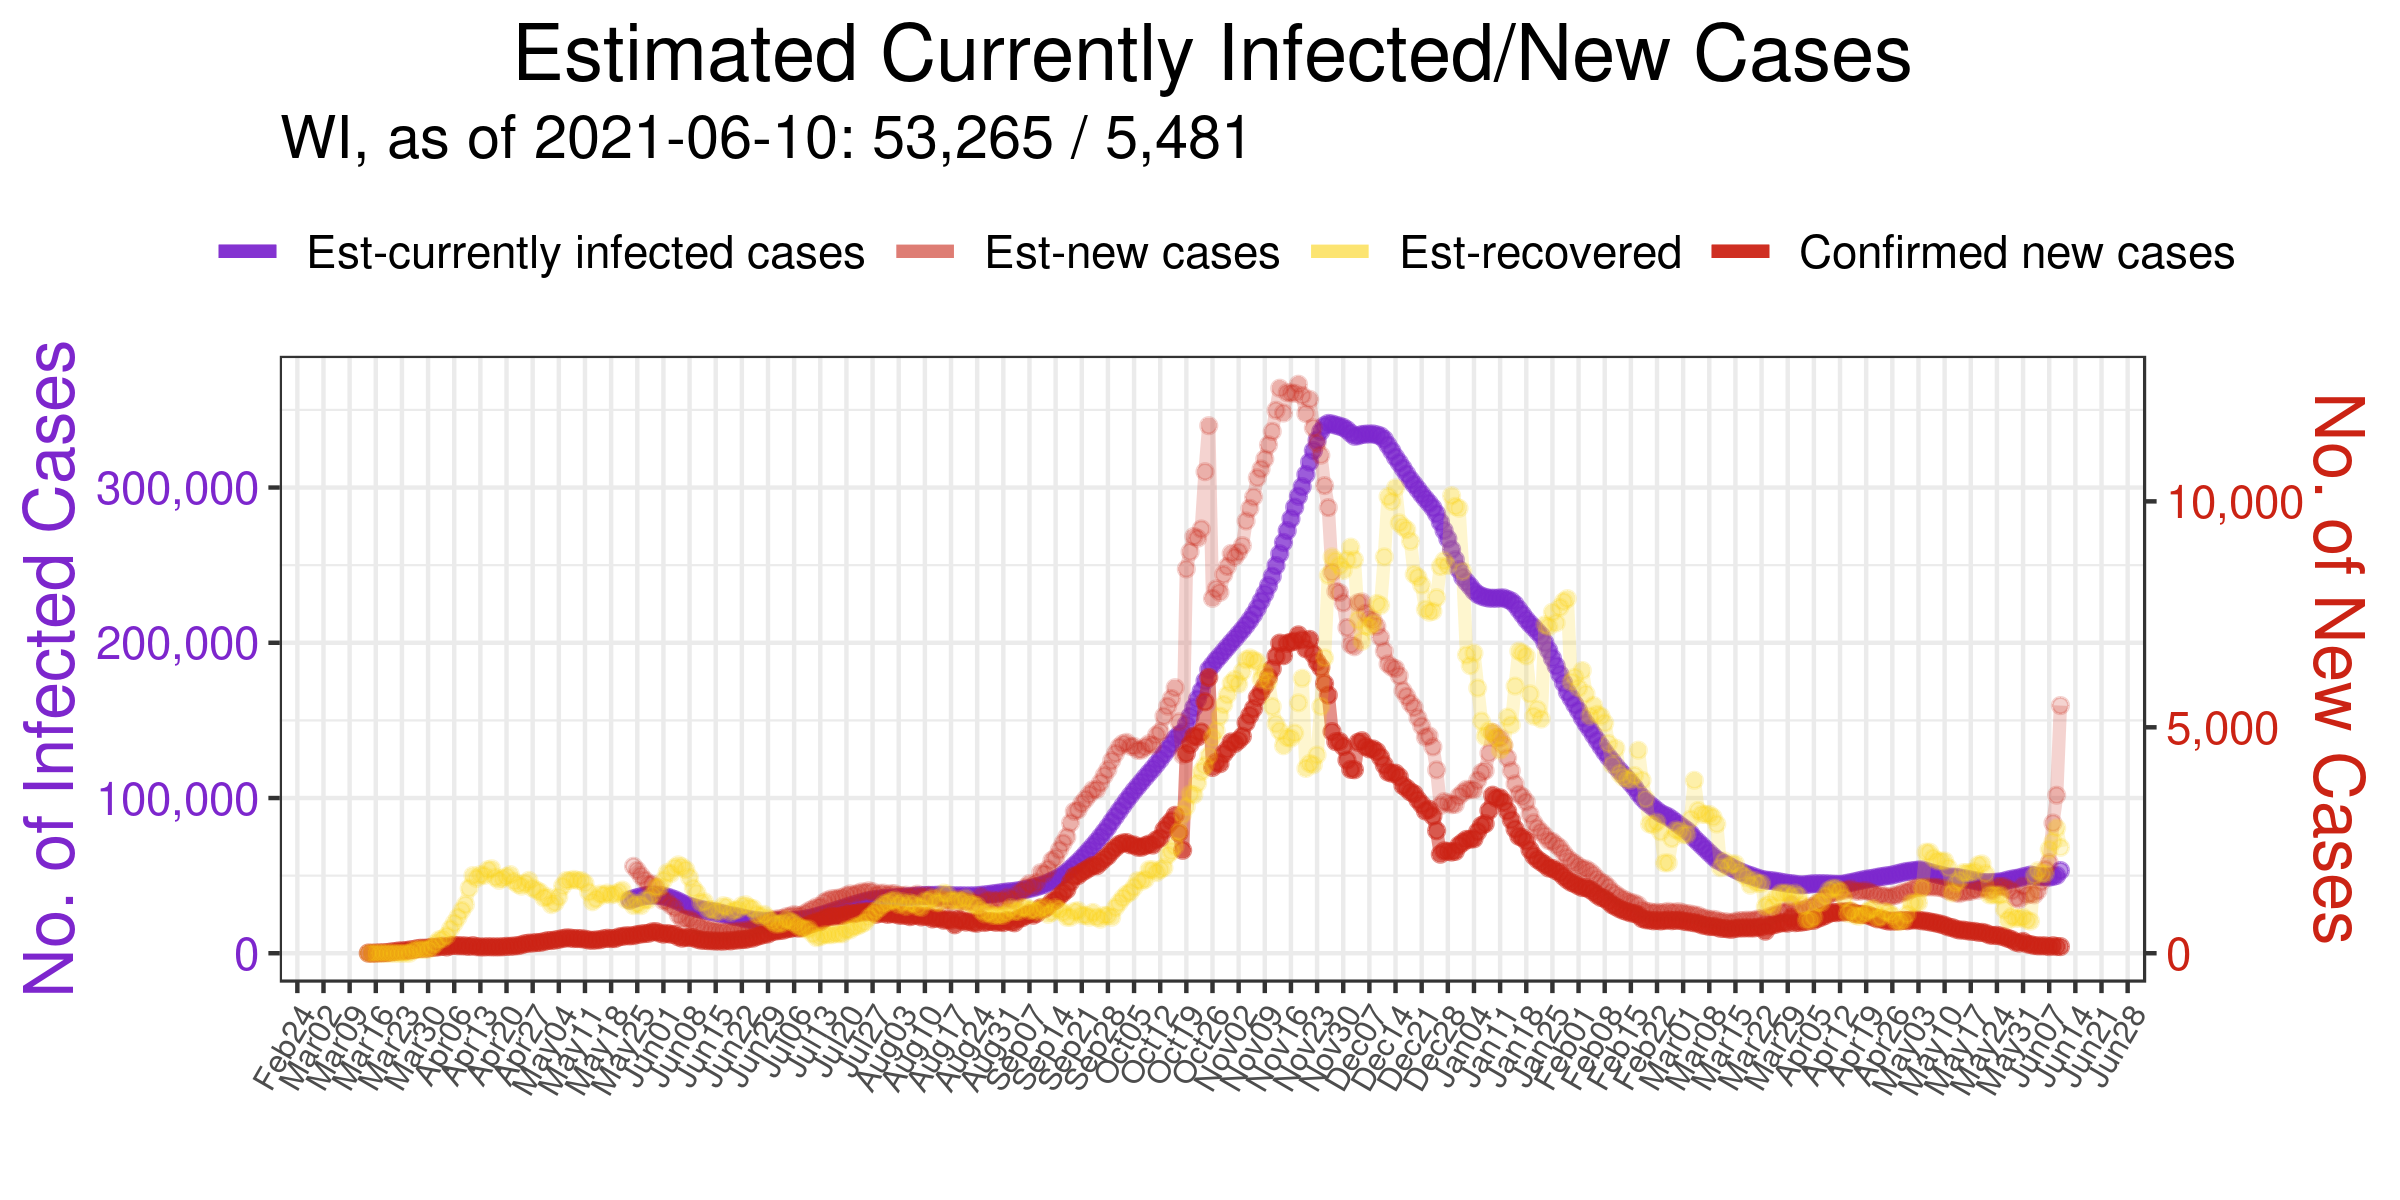 Estimated Currently Infected/New Cases
WI, as of 2021-06-10: 53,265 / 5,481
Est-currently infected cases
Est-new cases
Est-recovered
Confirmed new cases
No. of Infected Cases
300,000
200,000
100,000
0
10,000
5,000
0
No. of New Cases
Feb24
Mar02
Mar09
Mar16
Mar23
Mar30
Apr06
Apr13
Apr20
Apr27
May04
May11
May18
May25
Jun01
Jun08
Jun15
Jun22
Jun29
Jul06
Jul13
Jul20
Jul27
Aug03
Aug10
Aug17
Aug24
Aug31
Sep07
Sep14
Sep21
Sep28
Oct05
Oct12
Oct19
Oct26
Nov02
Nov09
Nov16
Nov23
Nov30
Dec07
Dec14
Dec21
Dec28
Jan04
Jan11
Jan18
Jan25
Feb01
Feb08
Feb15
Feb22
Mar01
Mar08
Mar15
Mar22
Mar29
Apr05
Apr12
Apr19
Apr26
May03
May10
May17
May24
May31
Jun07
Jun14
Jun21
Jun28